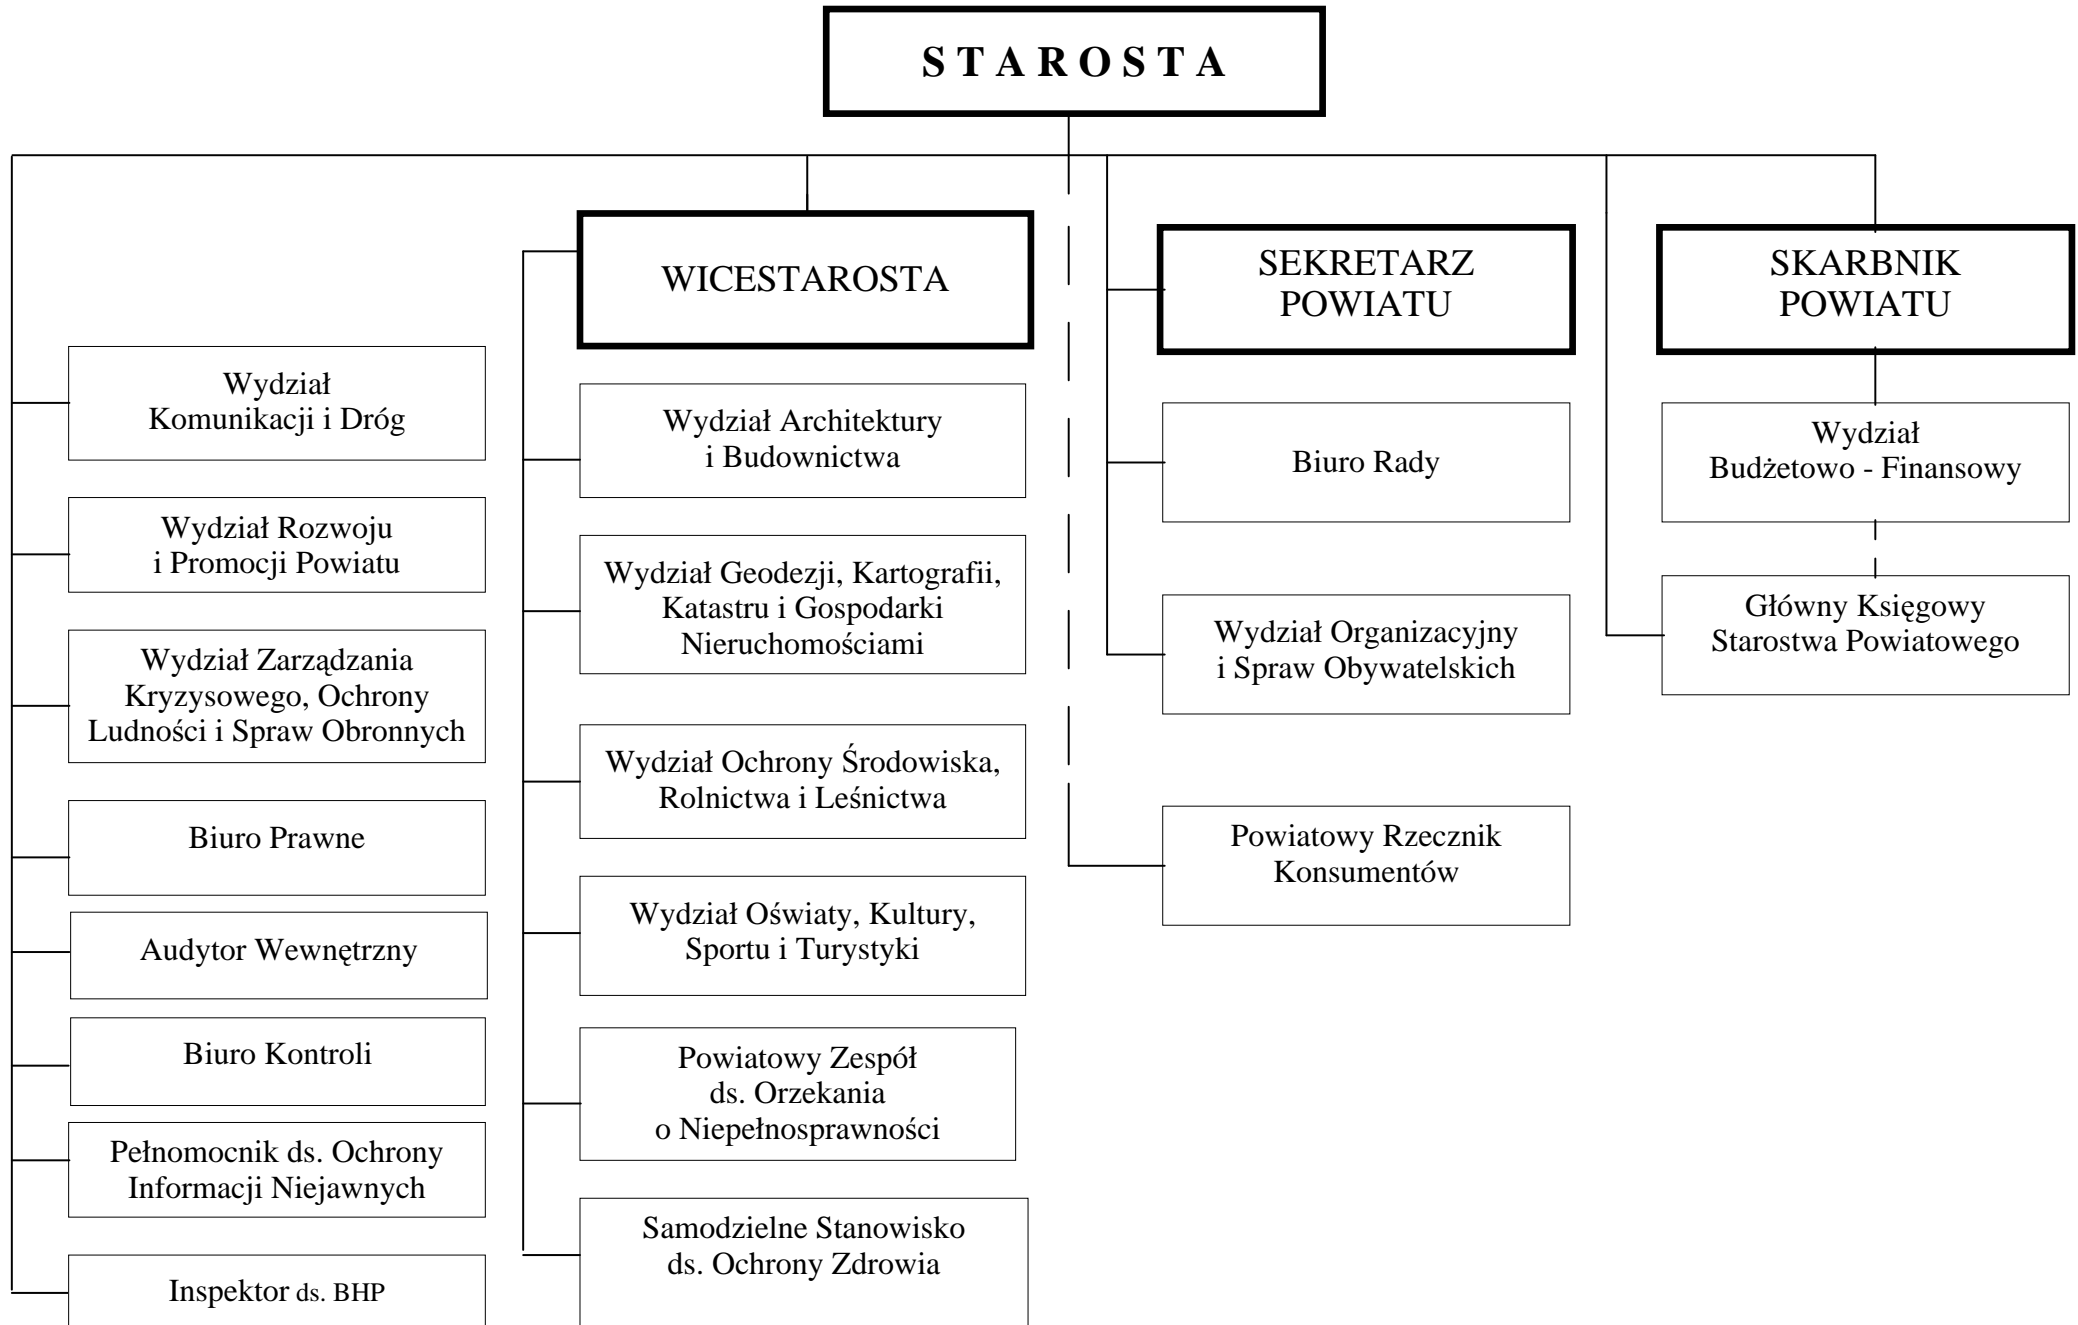 S T A R O S T A
WICESTAROSTA
SEKRETARZ
POWIATU
SKARBNIK
POWIATU
Wydział
Komunikacji i Dróg
Wydział Rozwoju
i Promocji Powiatu
Wydział Zarządzania
Kryzysowego, Ochrony
Ludności i Spraw Obronnych
Biuro Prawne
Audytor Wewnętrzny
Biuro Kontroli
Pełnomocnik ds. Ochrony
Informacji Niejawnych
Inspektor ds. BHP
Wydział Architektury
i Budownictwa
Wydział Geodezji, Kartografii,
Katastru i Gospodarki
Nieruchomościami
Wydział Ochrony Środowiska,
Rolnictwa i Leśnictwa
Wydział Oświaty, Kultury,
Sportu i Turystyki
Powiatowy Zespół
ds. Orzekania
o Niepełnosprawności
Samodzielne Stanowisko
ds. Ochrony Zdrowia
Biuro Rady
Wydział Organizacyjny
i Spraw Obywatelskich
Powiatowy Rzecznik
Konsumentów
Wydział
Budżetowo - Finansowy
Główny Księgowy
Starostwa Powiatowego